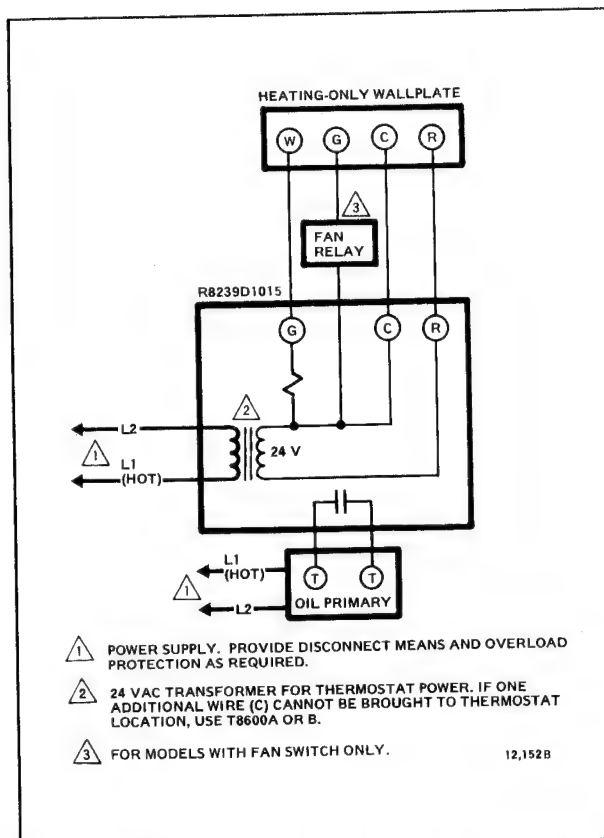 HEATING-ONLY WALLPLATE
W G C R
3
FAN
RELAY
R8239D1015
G C R
2
L2
24 V
1
L1
(HOT)
L1
(HOT)
T T
1
OIL PRIMARY
L2
1 POWER SUPPLY. PROVIDE DISCONNECT MEANS AND OVERLOAD
PROTECTION AS REQUIRED.
2 24 VAC TRANSFORMER FOR THERMOSTAT POWER. IF ONE
ADDITIONAL WIRE (C) CANNOT BE BROUGHT TO THERMOSTAT
LOCATION, USE T8600A OR B.
3 FOR MODELS WITH FAN SWITCH ONLY.
12,152B